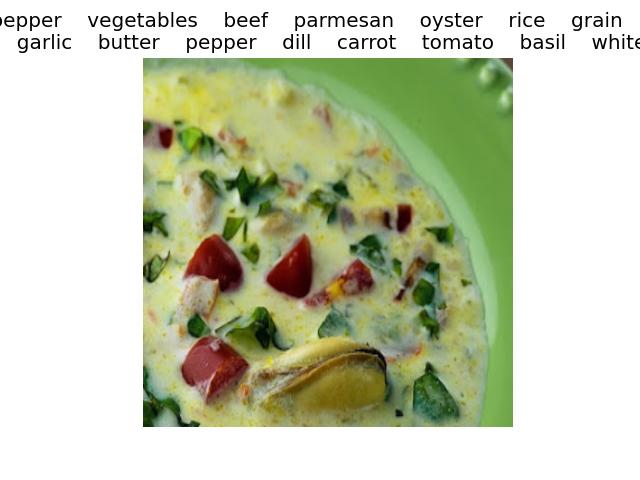 pepper vegetables beef parmesan oyster rice grain
garlic butter pepper dill carrot tomato basil white